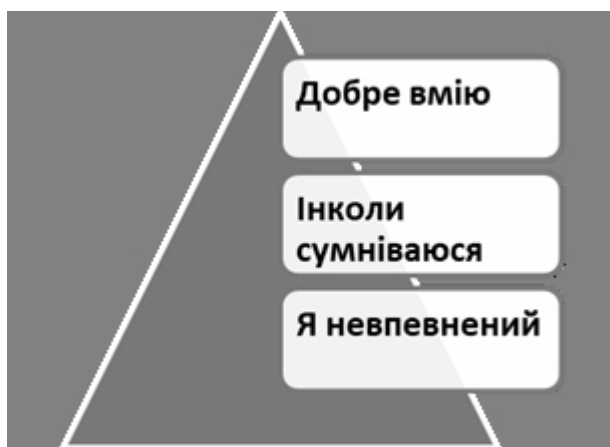 Добре вмію
Інколи
сумніваюся
Я невпевнений